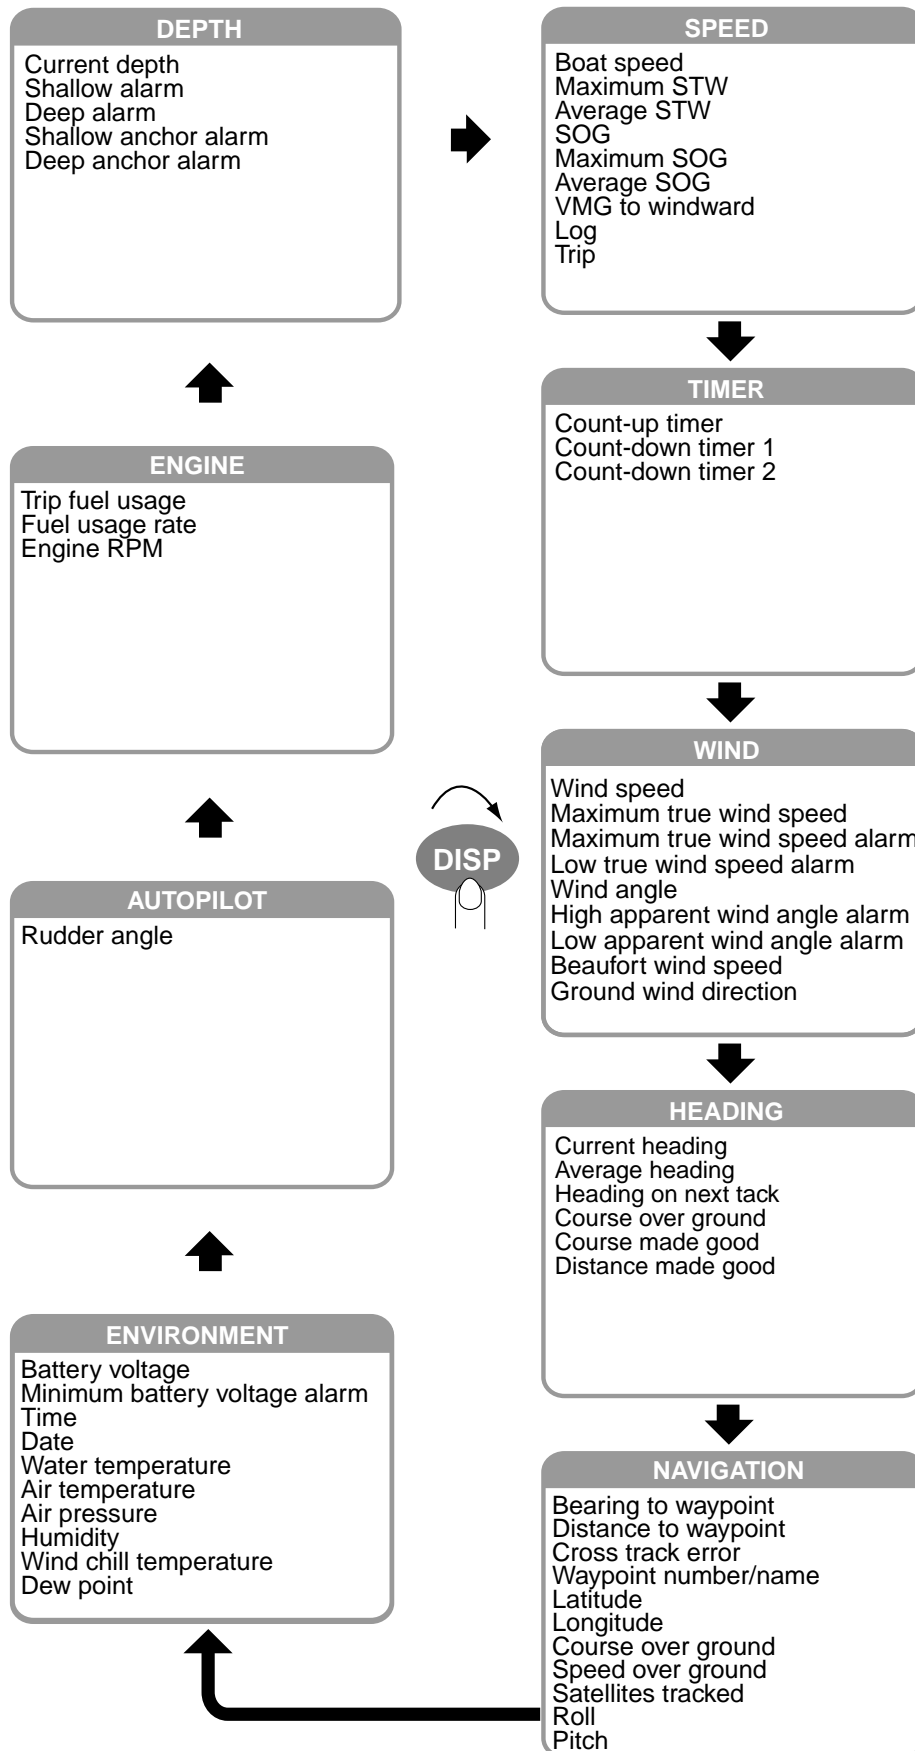 DEPTH
Current depth
Shallow alarm
Deep alarm
Shallow anchor alarm
Deep anchor alarm
SPEED
Boat speed
Maximum STW
Average STW
SOG
Maximum SOG
Average SOG
VMG to windward
Log
Trip
TIMER
Count-up timer
Count-down timer 1
Count-down timer 2
WIND
Wind speed
Maximum true wind speed
Maximum true wind speed alarm
Low true wind speed alarm
Wind angle
High apparent wind angle alarm
Low apparent wind angle alarm
Beaufort wind speed
Ground wind direction
HEADING
Current heading
Average heading
Heading on next tack
Course over ground
Course made good
Distance made good
NAVIGATION
Bearing to waypoint
Distance to waypoint
Cross track error
Waypoint number/name
Latitude
Longitude
Course over ground
Speed over ground
Satellites tracked
Roll
Pitch
ENVIRONMENT
Battery voltage
Minimum battery voltage alarm
Time
Date
Water temperature
Air temperature
Air pressure
Humidity
Wind chill temperature
Dew point
AUTOPILOT
Rudder angle
ENGINE
Trip fuel usage
Fuel usage rate
Engine RPM
DISP